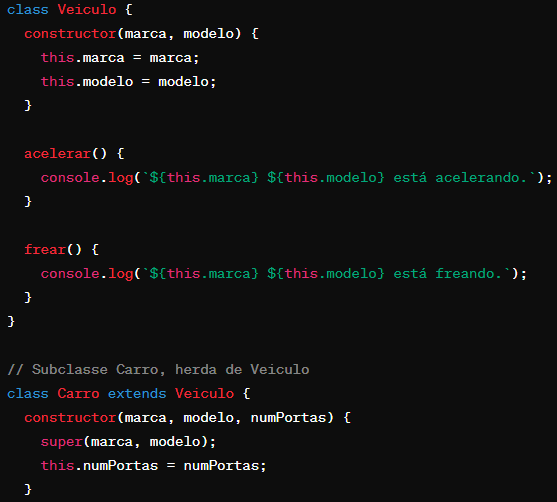 class Veiculo {
  constructor(marca, modelo) {
    this.marca = marca;
    this.modelo = modelo;
  }
  acelerar() {
    console.log(`${this.marca} ${this.modelo} está acelerando.`);
  }
  frear() {
    console.log(`${this.marca} ${this.modelo} está freando.`);
  }
}
// Subclasse Carro, herda de Veiculo
class Carro extends Veiculo {
  constructor(marca, modelo, numPortas) {
    super(marca, modelo);
    this.numPortas = numPortas;
  }